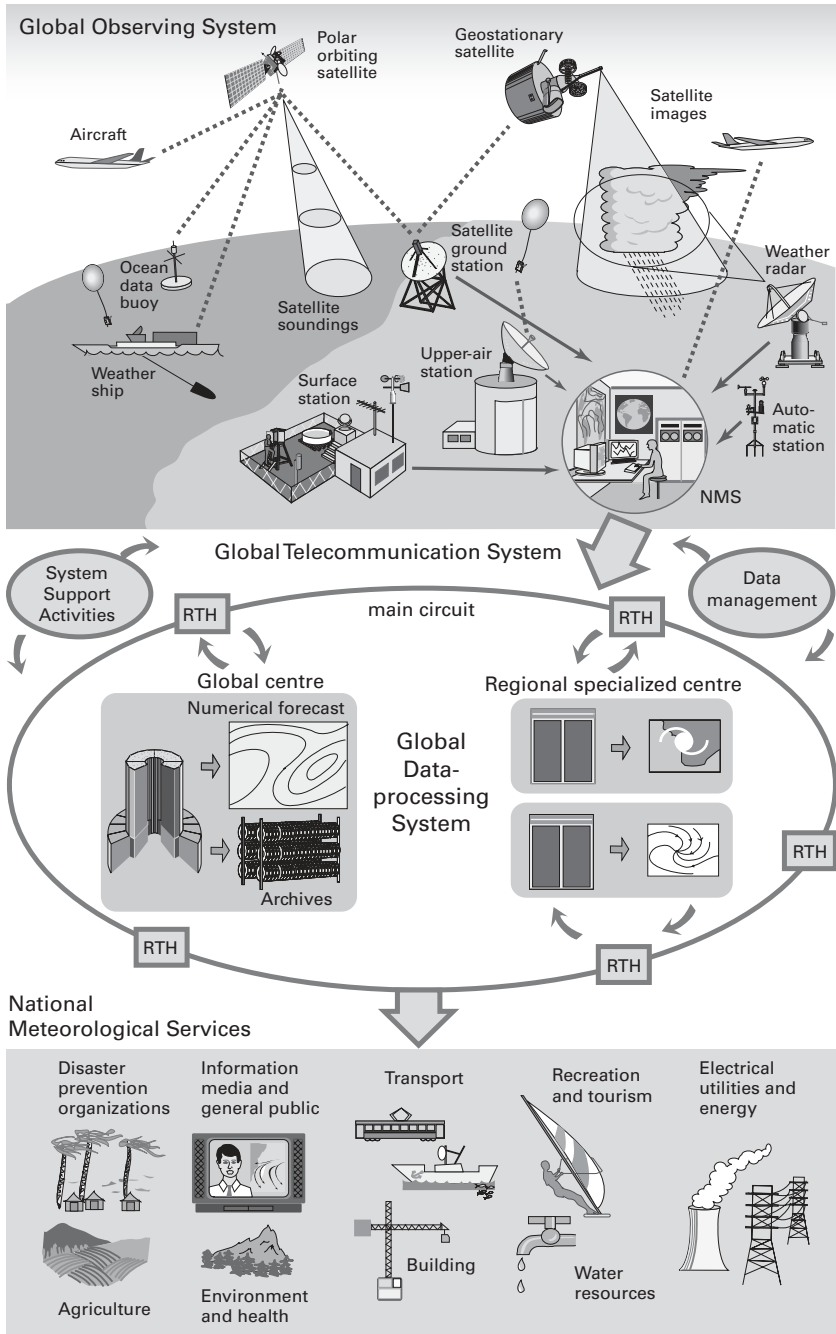 Global Observing System
Polar
orbiting
satellite
Geostationary
satellite
Satellite
images
Aircraft
Ocean
data
buoy
Satellite
soundings
Satellite
ground
station
Weather
radar
Weather
ship
Surface
station
Upper-air
station
Auto-
matic
station
NMS
Global Telecommunication System
System
Support
Activities
Data
management
RTH
main circuit
RTH
Global centre
Numerical forecast
Archives
Global
Data-
processing
System
Regional specialized centre
RTH
RTH
RTH
National
Meteorological Services
Disaster
prevention
organizations
Information
media and
general public
Transport
Recreation
and tourism
Electrical
utilities and
energy
Agriculture
Environment
and health
Building
Water
resources